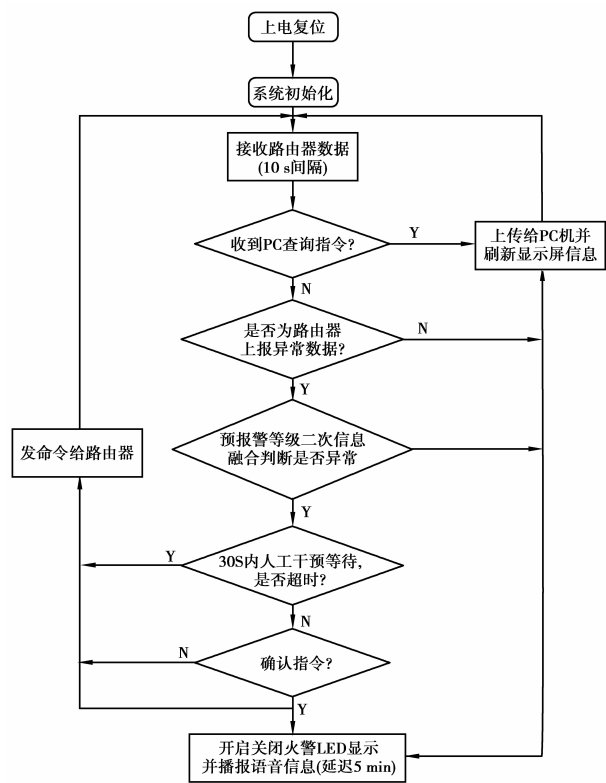 上电复位
系统初始化
接收路由器数据
(10 s间隔)
收到PC查询指令?
Y
上传给PC机并
刷新显示屏信息
N
是否为路由器
上报异常数据?
N
Y
预报警等级二次信息
融合判断是否异常
发命令给路由器
Y
30S内人工干预等待,
是否超时?
Y
N
确认指令?
N
Y
开启关闭火警LED显示
并播报语音信息(延迟5 min)